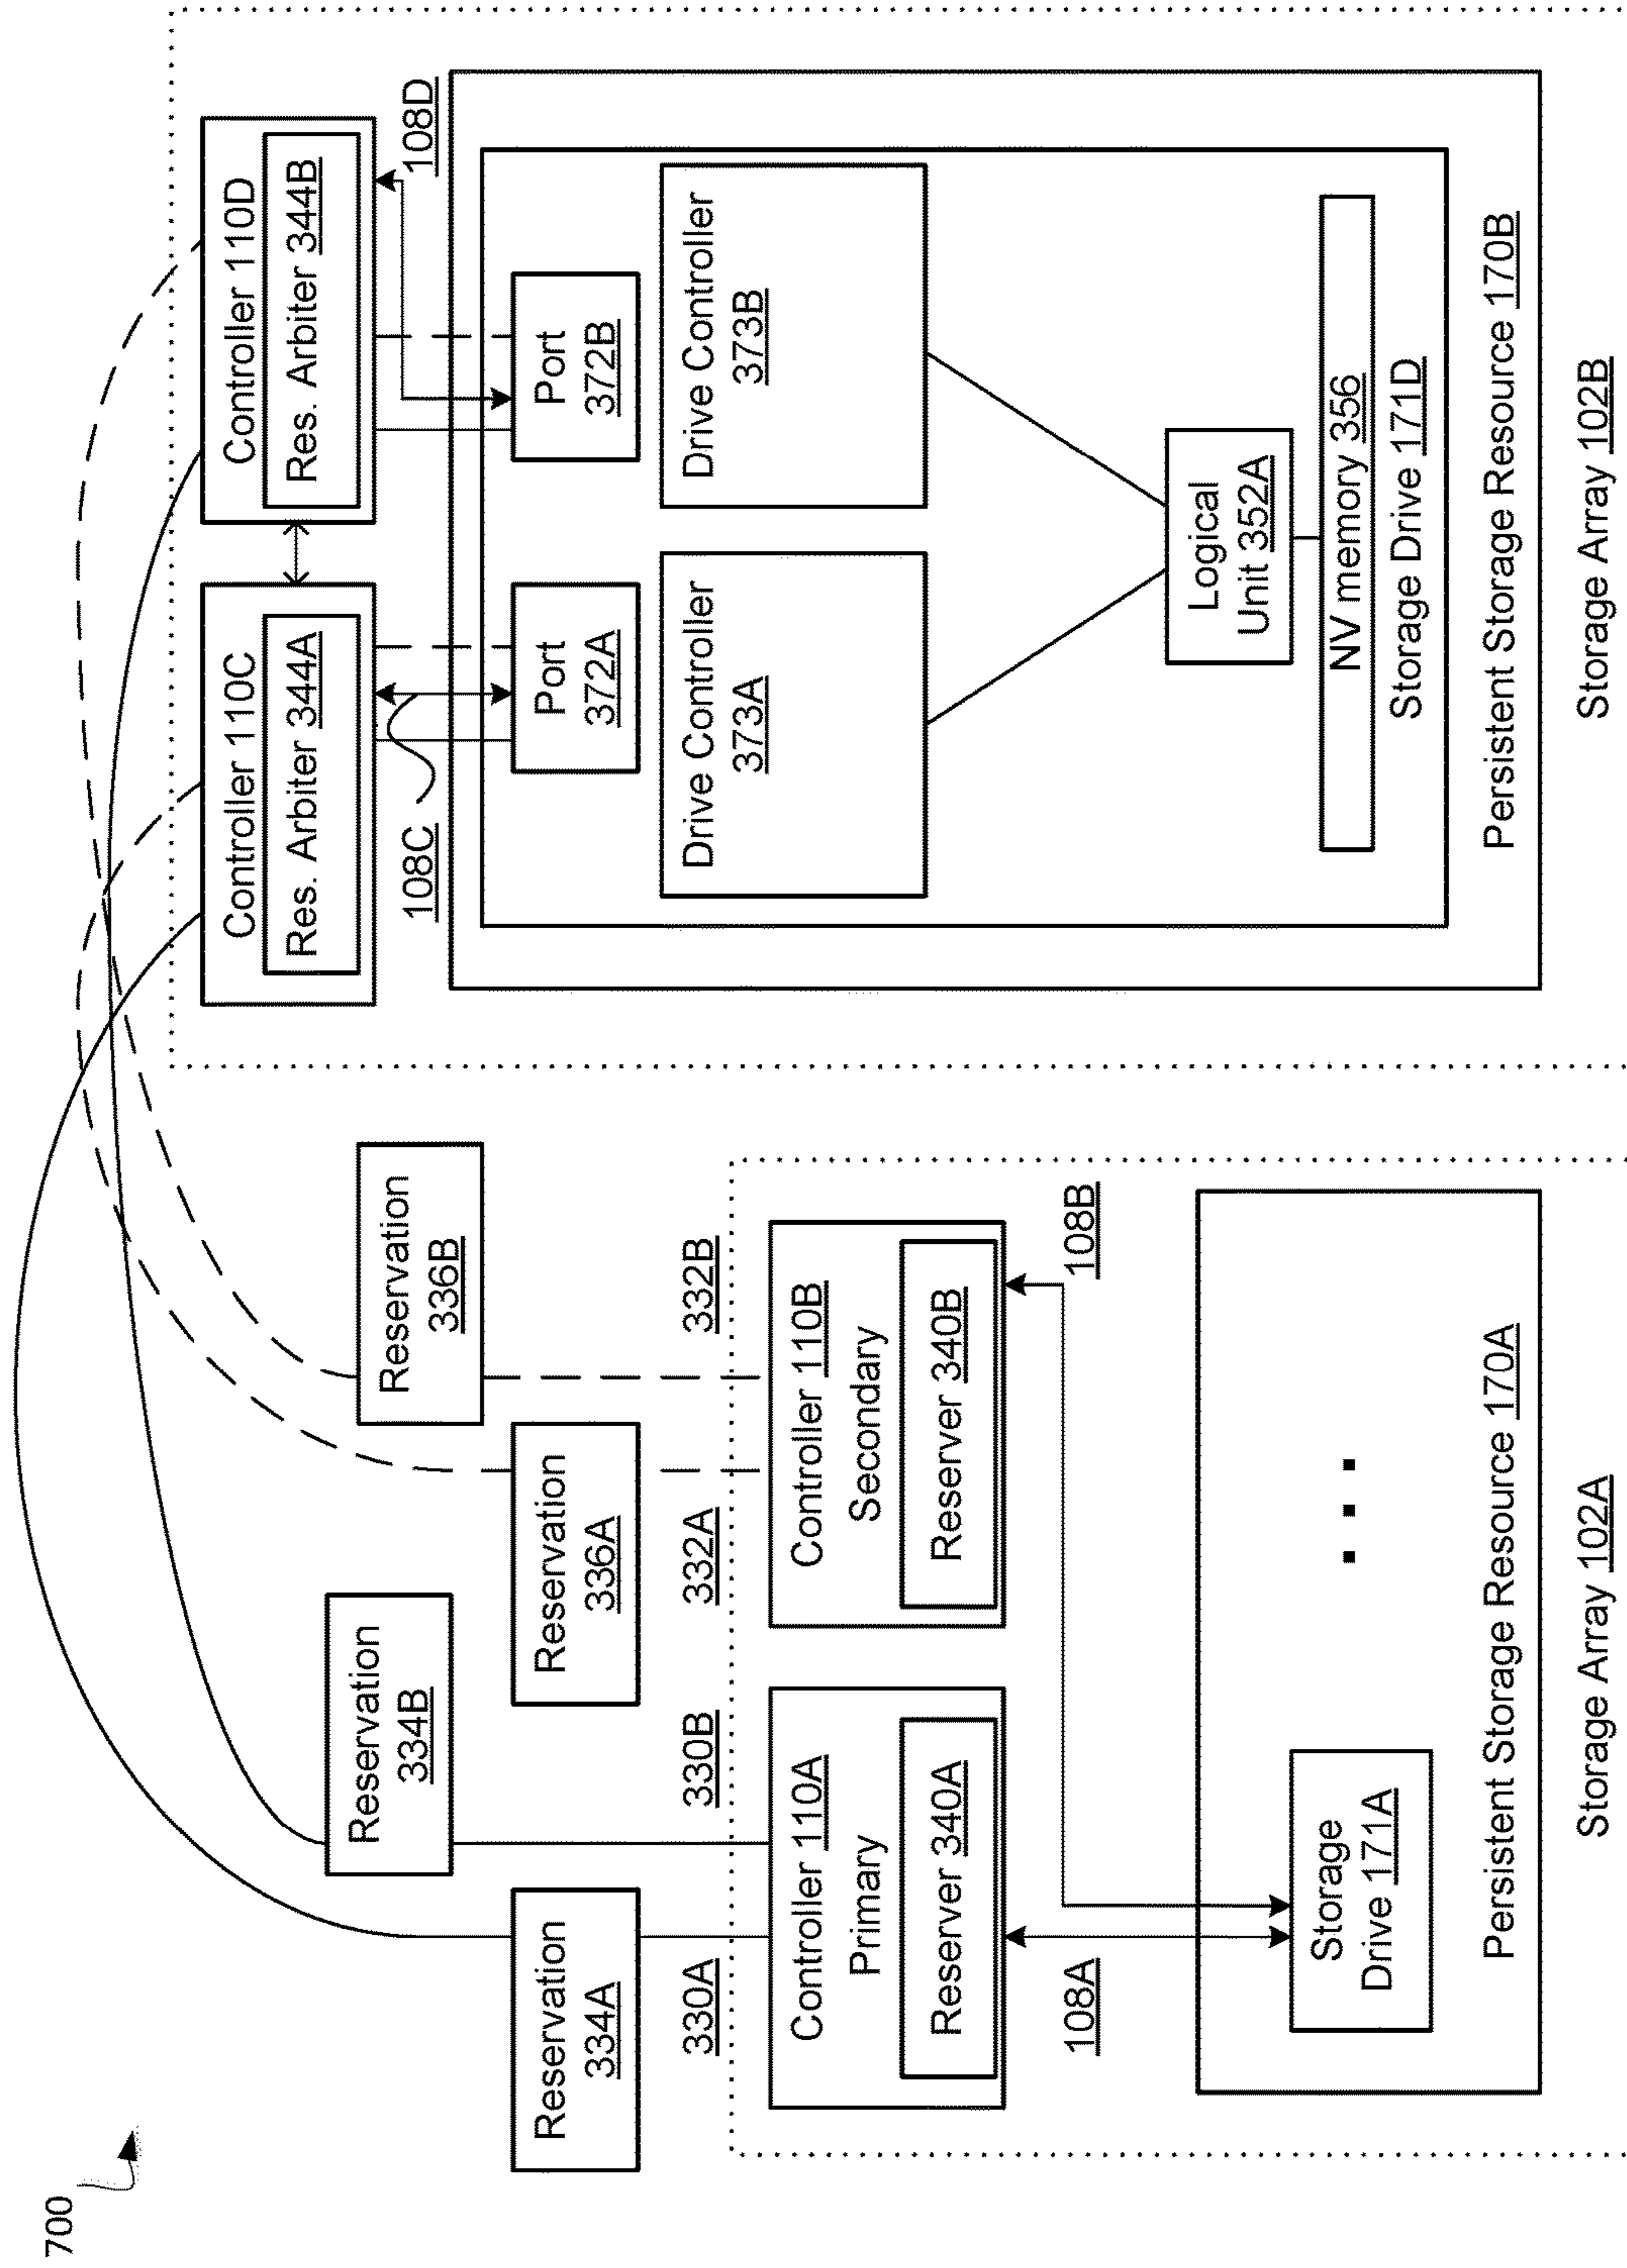 700
Reservation
334A
Reservation
334B
Reservation
336A
Reservation
336B
330A
330B
332A
332B
Controller 110A
Primary
Reserver 340A
Controller 110B
Secondary
Reserver 340B
108A
108B
Storage
Drive 171A
. . .
Persistent Storage Resource 170A
Storage Array 102A
Controller 110C
Res. Arbiter 344A
Controller 110D
Res. Arbiter 344B
108C
108D
Port
372A
Port
372B
Drive Controller
373A
Drive Controller
373B
Logical
Unit 352A
NV memory 356
Storage Drive 171D
Persistent Storage Resource 170B
Storage Array 102B